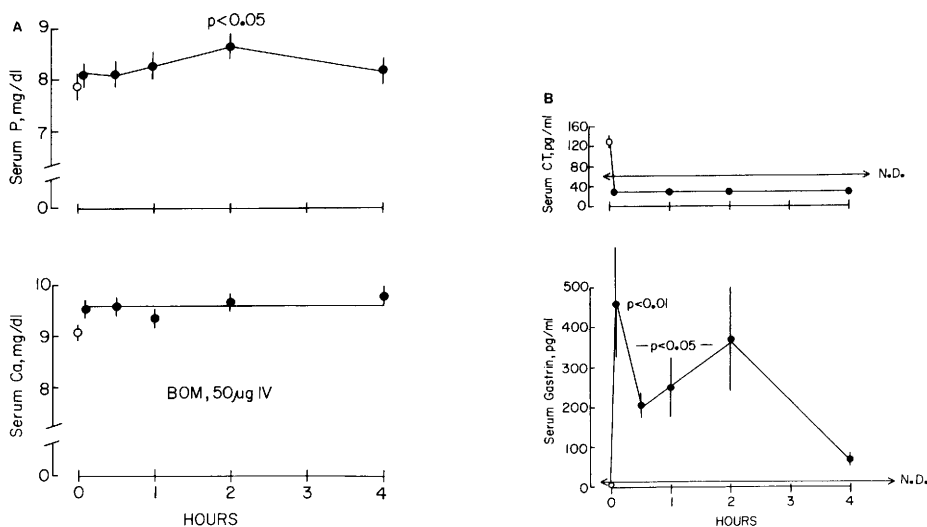 A
p<0.05
Serum P, mg/dl
9
8
7
0
Serum Ca, mg/dl
10
9
8
0
BOM, 50µg IV
0 1 2 3 4
HOURS
B
Serum CT, pg/ml
160
120
80
40
0
N.D.
Serum Gastrin, pg/ml
500
400
300
200
100
0
p<0.01
p<0.05
N.D.
0 1 2 3 4
HOURS